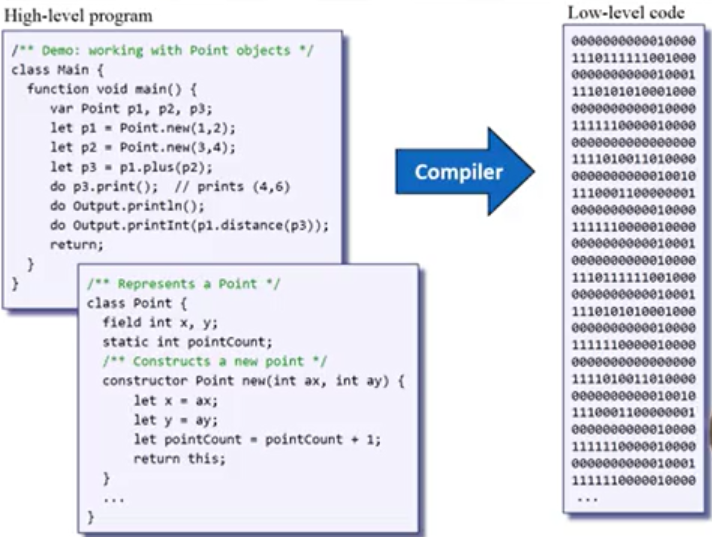 High-level program
/** Demo: working with Point objects */
class Main {
function void main() {
var Point p1, p2, p3;
let p1 = Point.new(1,2);
let p2 = Point.new(3,4);
let p3 = p1.plus(p2);
do p3.print();  // prints (4,6)
do Output.println();
do Output.printInt(p1.distance(p3));
return;
}
}
/** Represents a Point */
class Point {
field int x, y;
static int pointCount;
/** Constructs a new point */
constructor Point new(int ax, int ay) {
let x = ax;
let y = ay;
let pointCount = pointCount + 1;
return this;
}
...
}
Compiler
Low-level code
0000000000010000
1110111111001000
0000000000010001
1110101010001000
0000000000010000
1111110000010000
0000000000000000
1111010011010000
0000000000010010
1110001100000001
0000000000010000
1111110000010000
0000000000010001
0000000000010000
1110111111001000
0000000000010001
1110101010001000
0000000000010000
1111110000010000
0000000000000000
1111010011010000
0000000000010010
1110001100000001
0000000000010000
1111110000010000
0000000000010001
1111110000010000
...